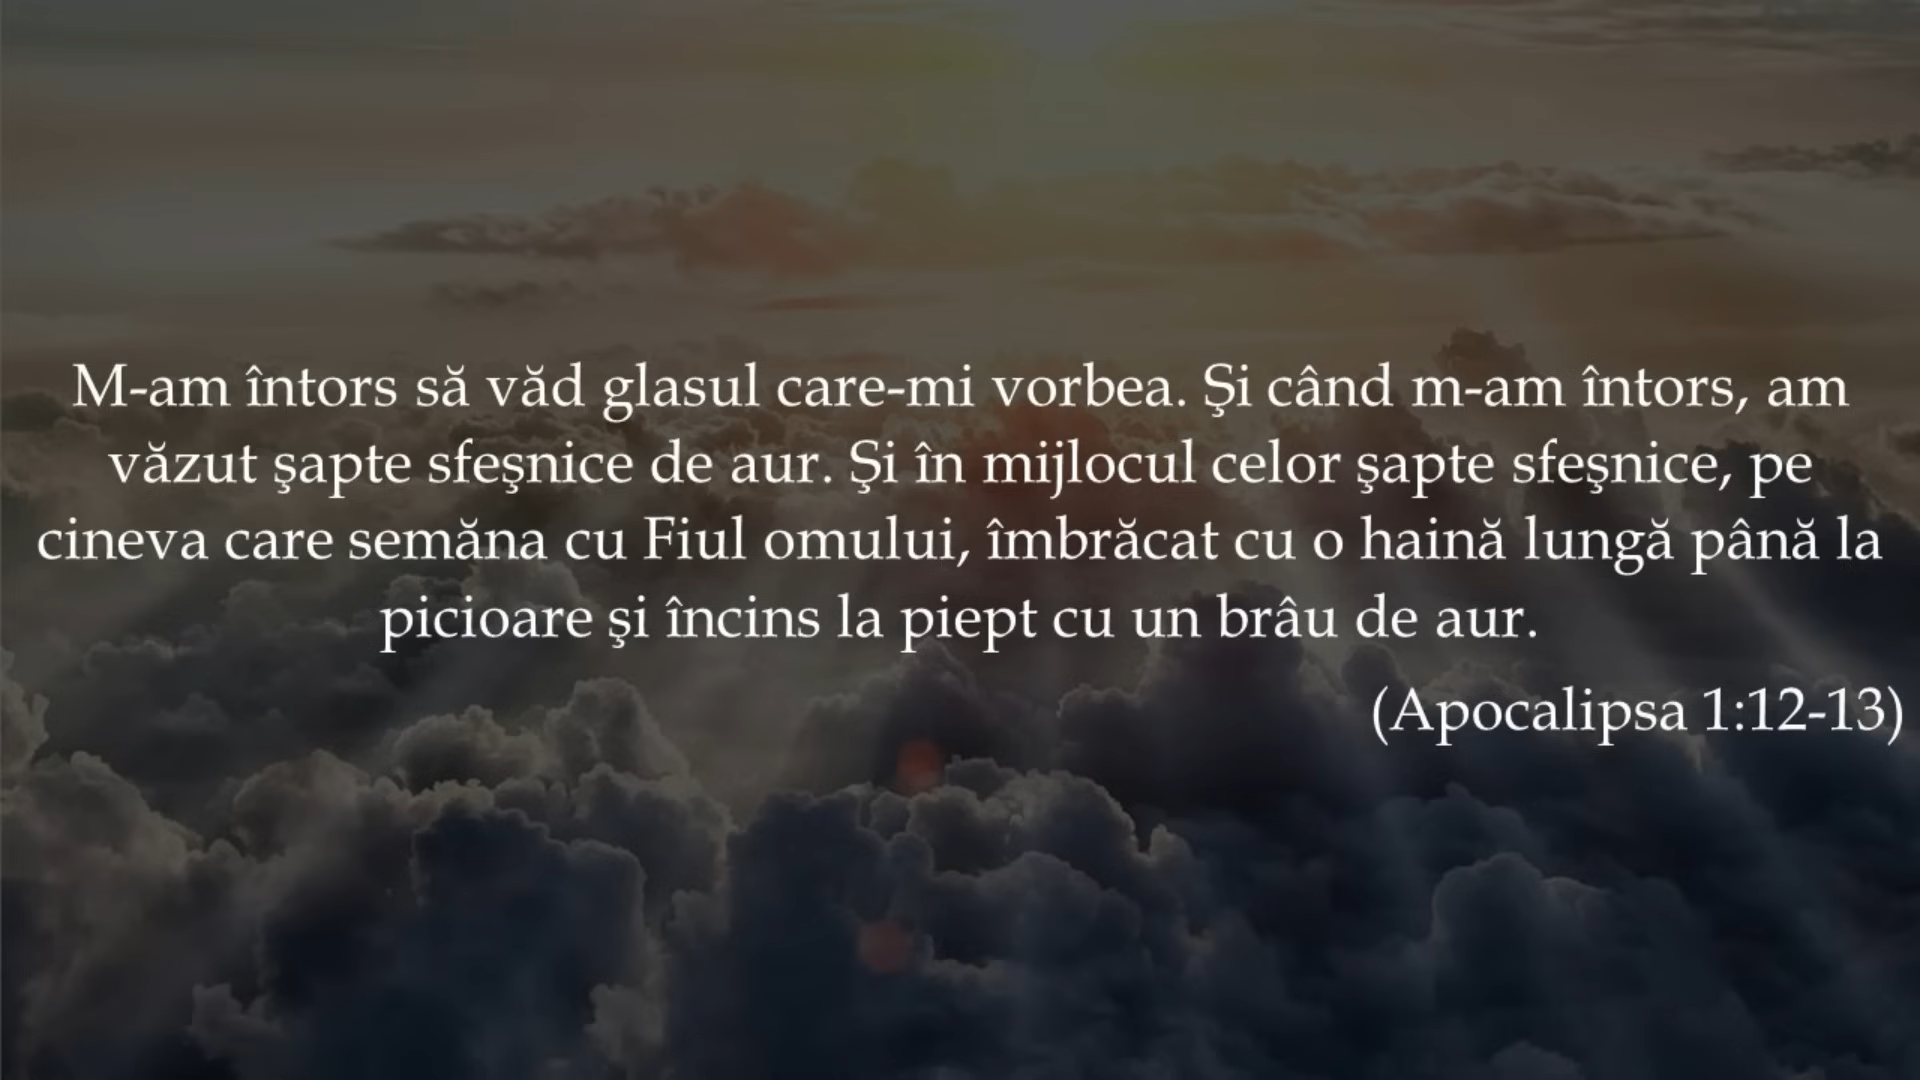 M-am întors să văd glasul care-mi vorbea. Şi când m-am întors, am
văzut şapte sfeşnice de aur. Şi în mijlocul celor şapte sfeşnice, pe
cineva care semăna cu Fiul omului, îmbrăcat cu o haină lungă până la
picioare şi încins la piept cu un brâu de aur.
(Apocalipsa 1:12-13)